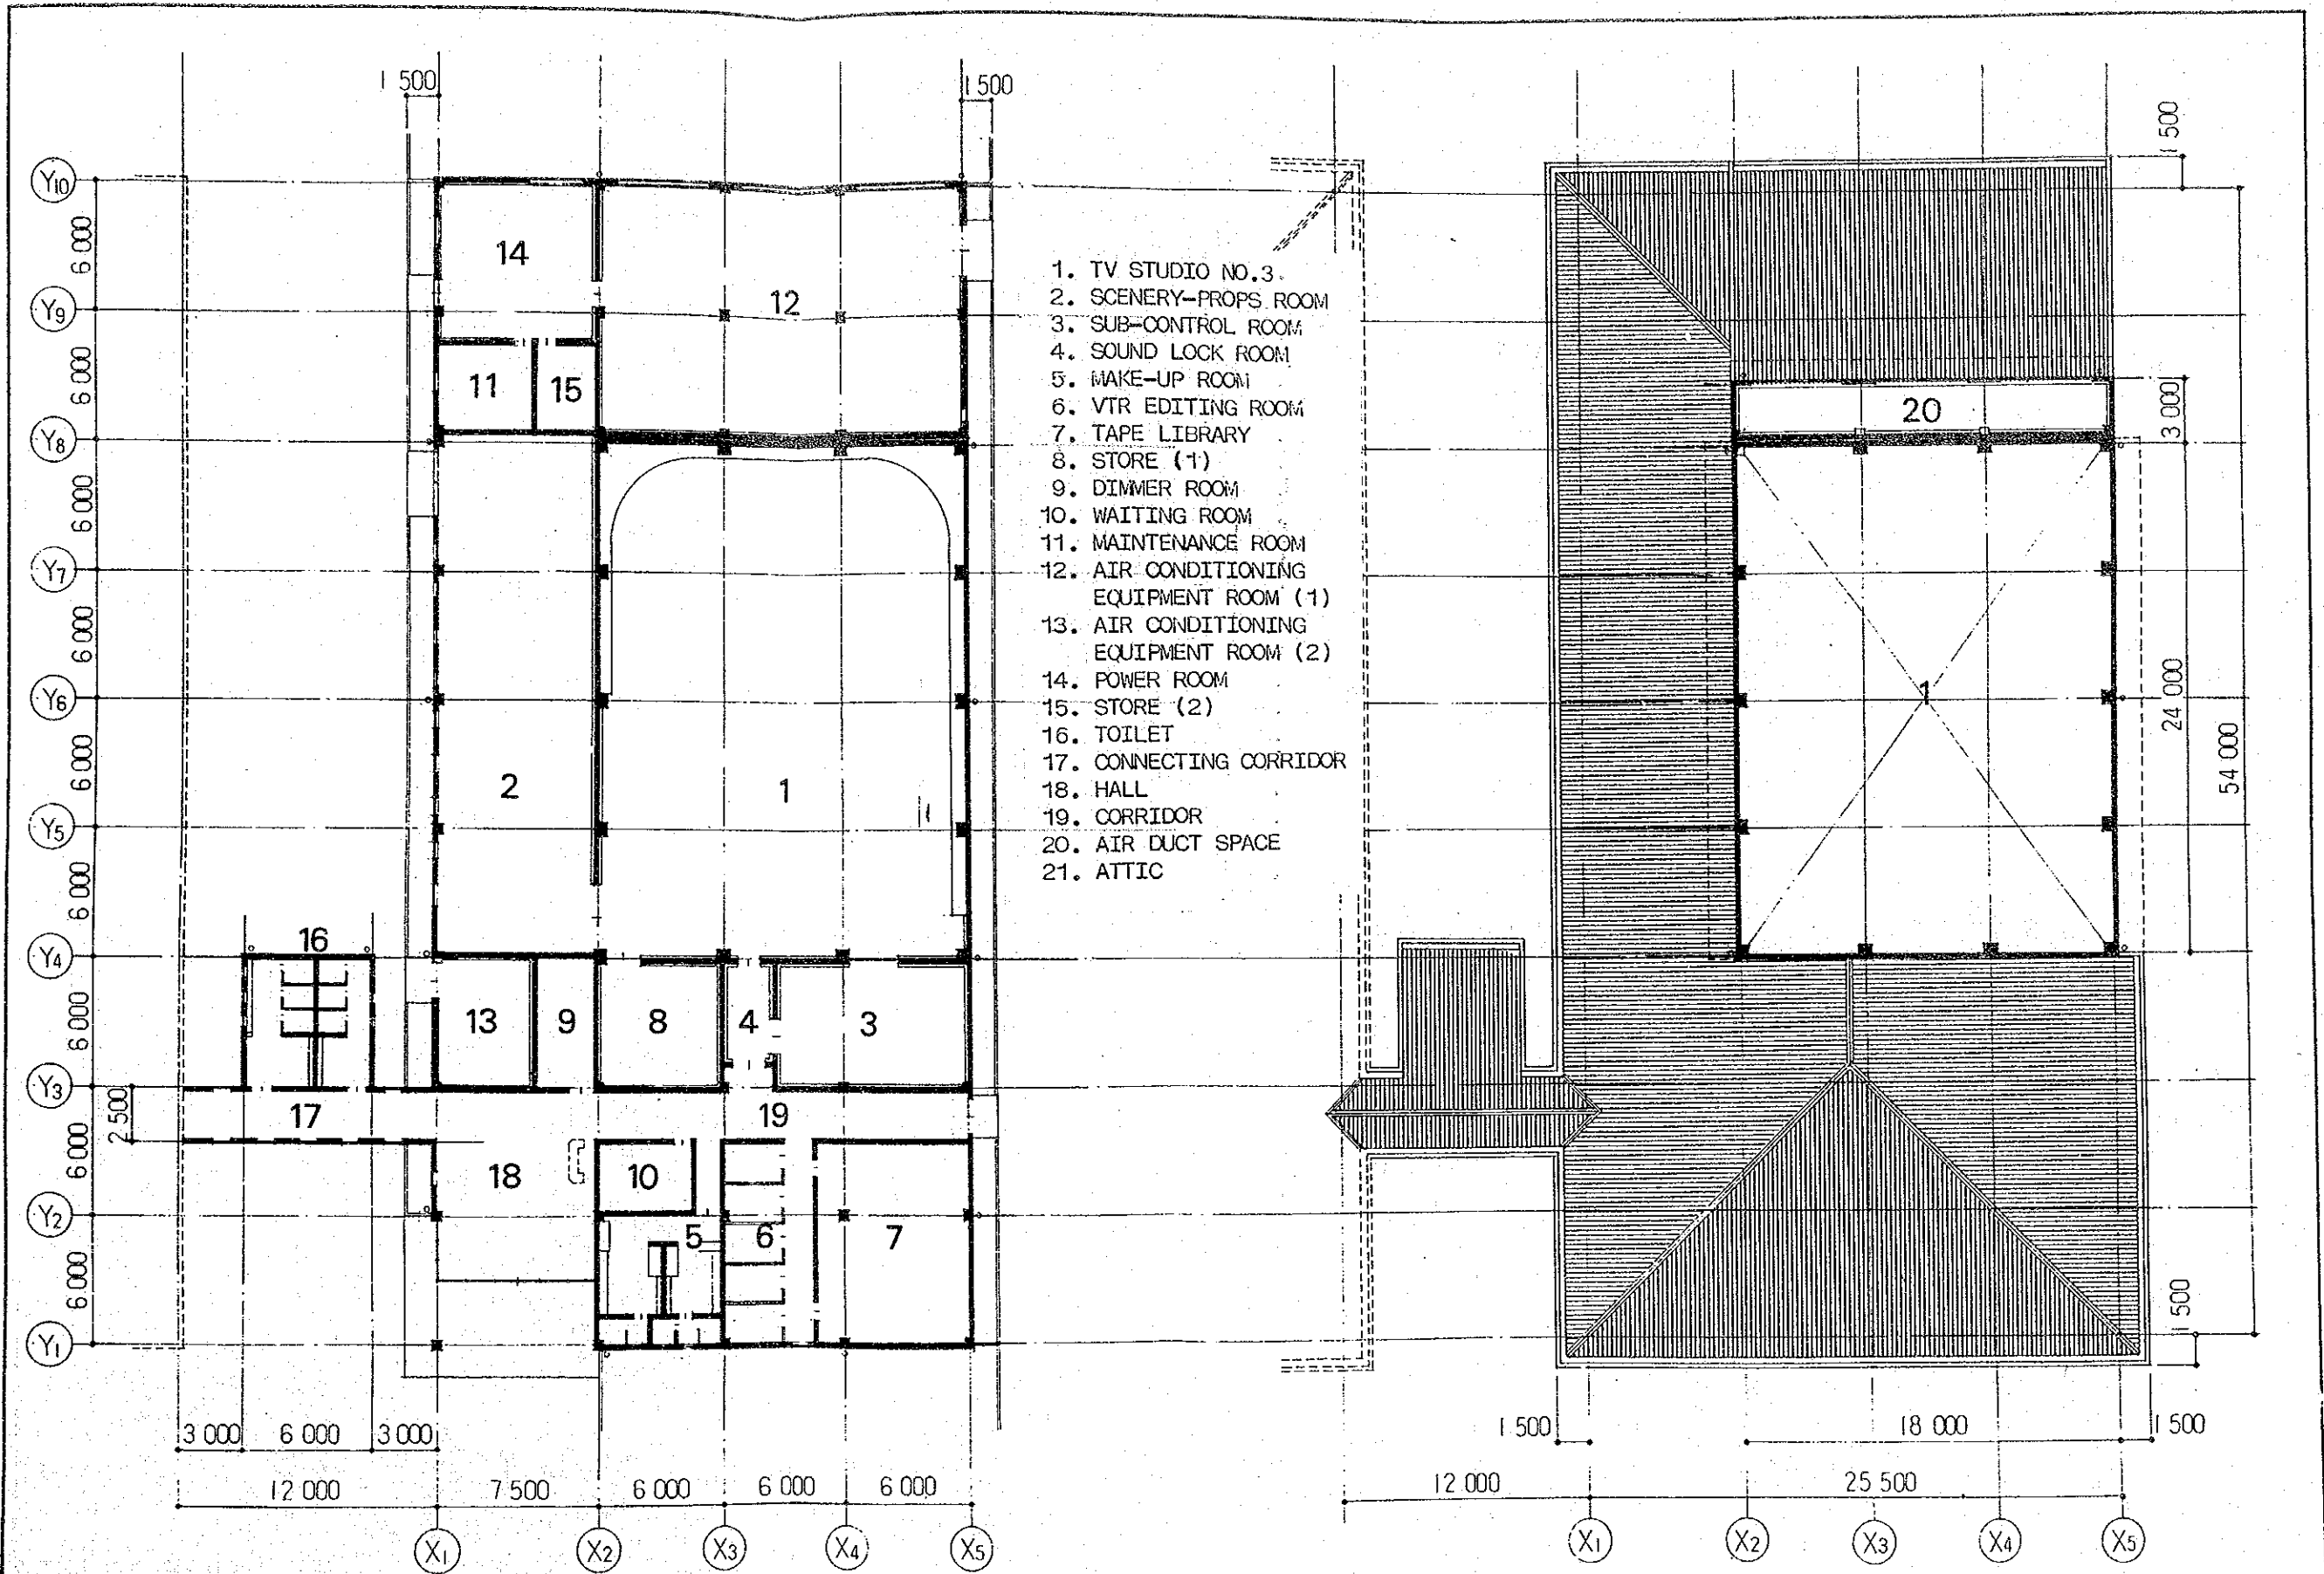 1 500
1 500
1 500
Y10
6 000
Y9
6 000
Y8
6 000
Y7
6 000
Y6
6 000
Y5
6 000
Y4
6 000
Y3
2 500
6 000
Y2
6 000
Y1
14
12
11
15
2
1
16
13
9
8
4
3
17
19
18
10
5
6
7
1. TV STUDIO NO.3
2. SCENERY-PROPS ROOM
3. SUB-CONTROL ROOM
4. SOUND LOCK ROOM
5. MAKE-UP ROOM
6. VTR EDITING ROOM
7. TAPE LIBRARY
8. STORE (1)
9. DIMMER ROOM
10. WAITING ROOM
11. MAINTENANCE ROOM
12. AIR CONDITIONING
EQUIPMENT ROOM (1)
13. AIR CONDITIONING
EQUIPMENT ROOM (2)
14. POWER ROOM
15. STORE (2)
16. TOILET
17. CONNECTING CORRIDOR
18. HALL
19. CORRIDOR
20. AIR DUCT SPACE
21. ATTIC
20
1
3 000
24 000
54 000
1 500
3 000 6 000 3 000
12 000 7 500 6 000 6 000 6 000
X1 X2 X3 X4 X5
1 500 18 000 1 500
12 000 25 500
X1 X2 X3 X4 X5